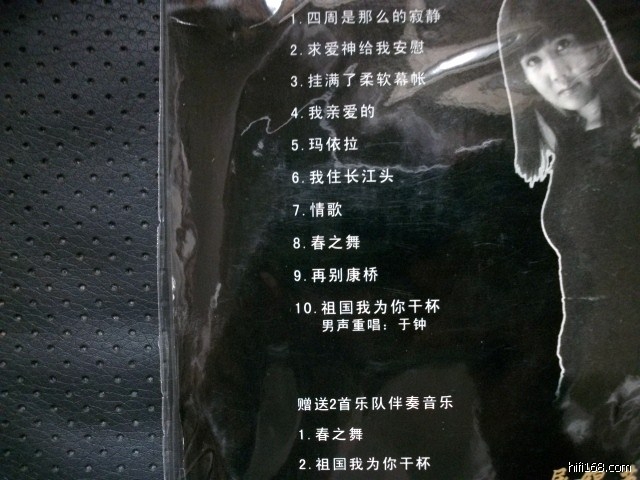 1.四周是那么的寂静
2.求爱神给我安慰
3.挂满了柔软幕帐
4.我亲爱的
5.玛依拉
6.我住长江头
7.情歌
8.春之舞
9.再别康桥
10.祖国我为你干杯
男声重唱：于钟
赠送2首乐队伴奏音乐
1.春之舞
2.祖国我为你干杯
hifi168.com